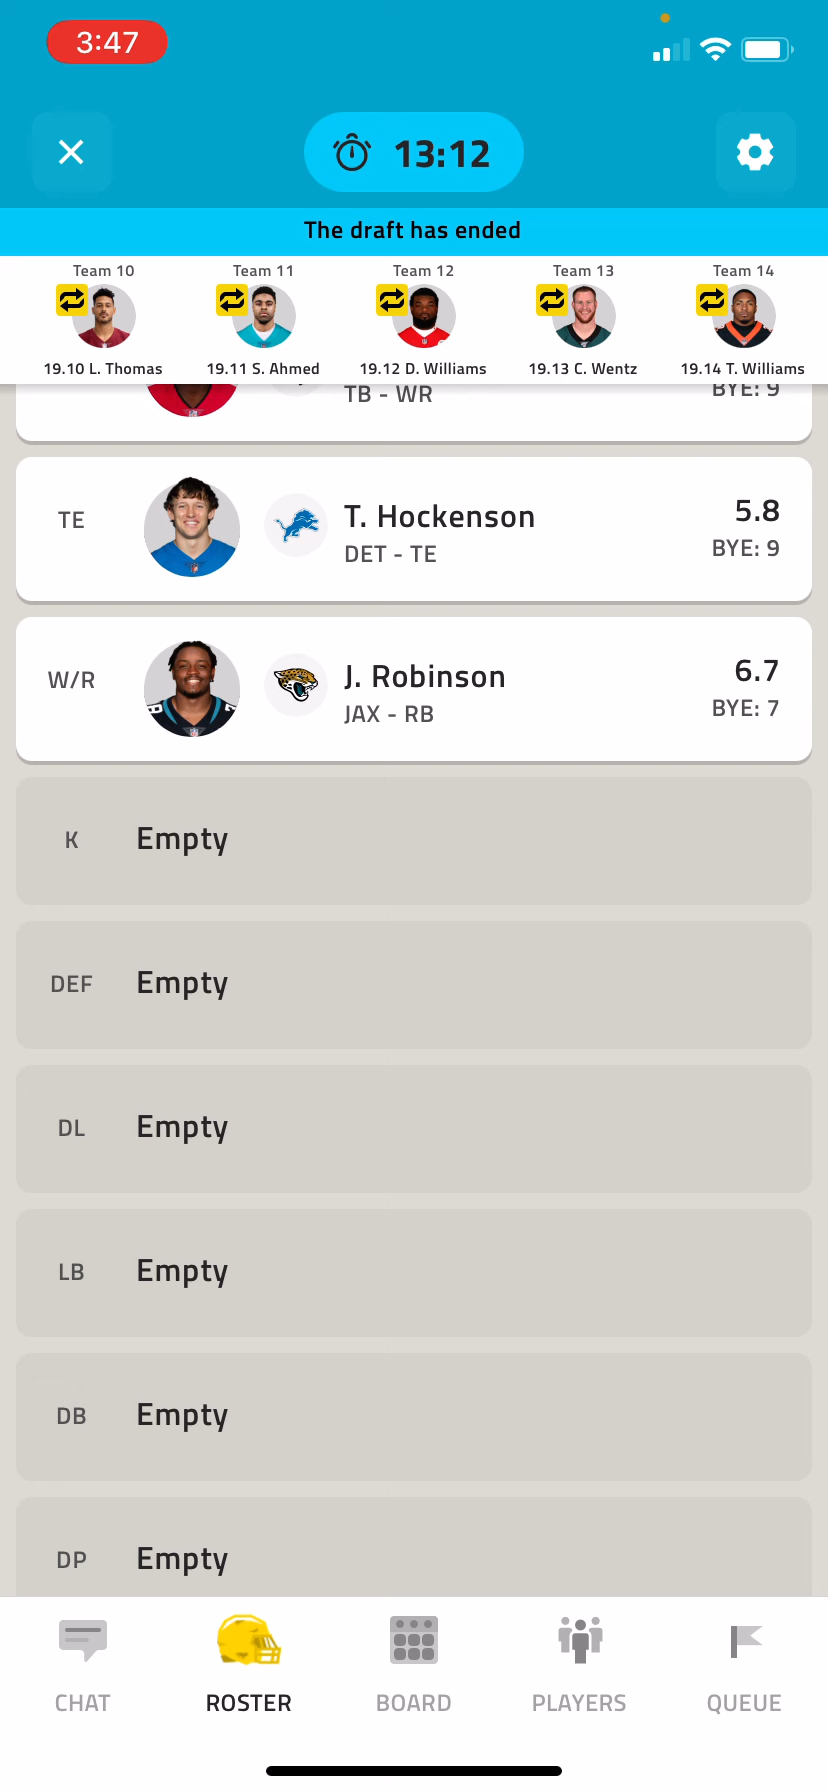 3:47
13:12
The draft has ended
Team 10 Team 11 Team 12 Team 13 Team 14
19.10 L. Thomas 19.11 S. Ahmed 19.12 D. Williams 19.13 C. Wentz 19.14 T. Williams
TB - WR BYE: 9
TE T. Hockenson 5.8
DET - TE BYE: 9
W/R J. Robinson 6.7
JAX - RB BYE: 7
K Empty
DEF Empty
DL Empty
LB Empty
DB Empty
DP Empty
CHAT ROSTER BOARD PLAYERS QUEUE